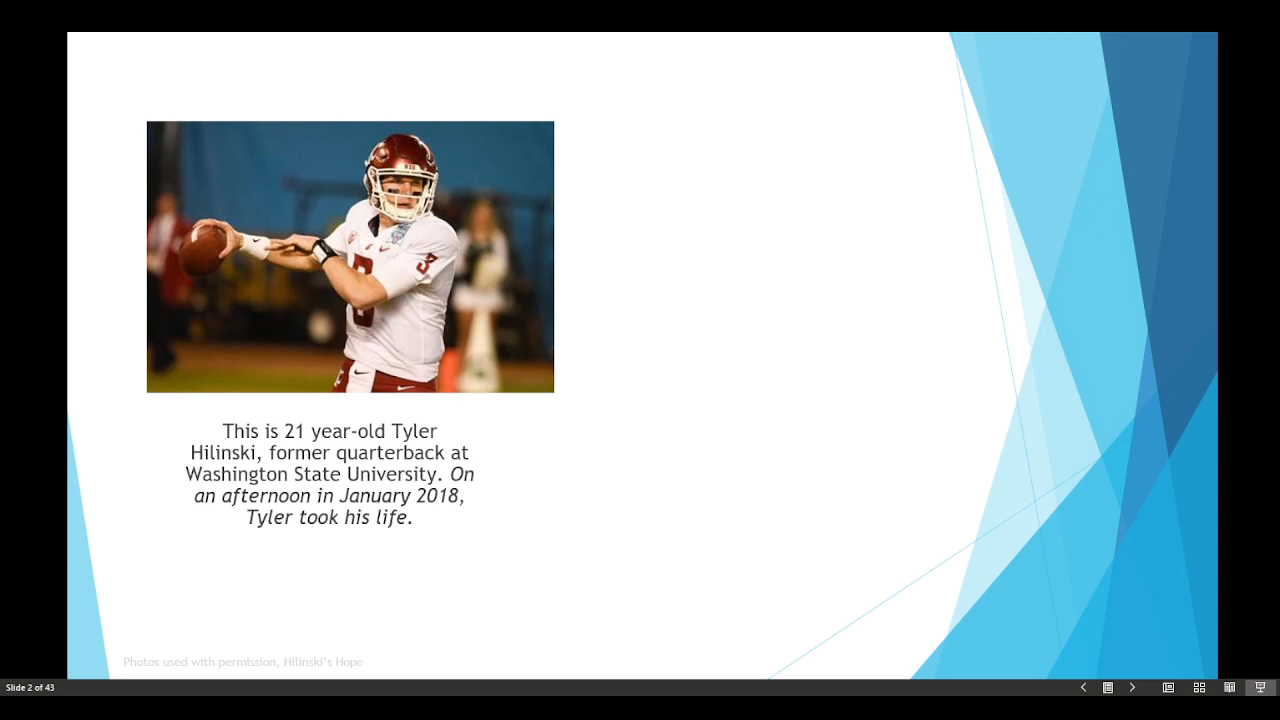 This is 21 year-old Tyler
Hilinski, former quarterback at
Washington State University. On
an afternoon in January 2018,
Tyler took his life.
Photos used with permission, Hilinski's Hope
Slide 2 of 43